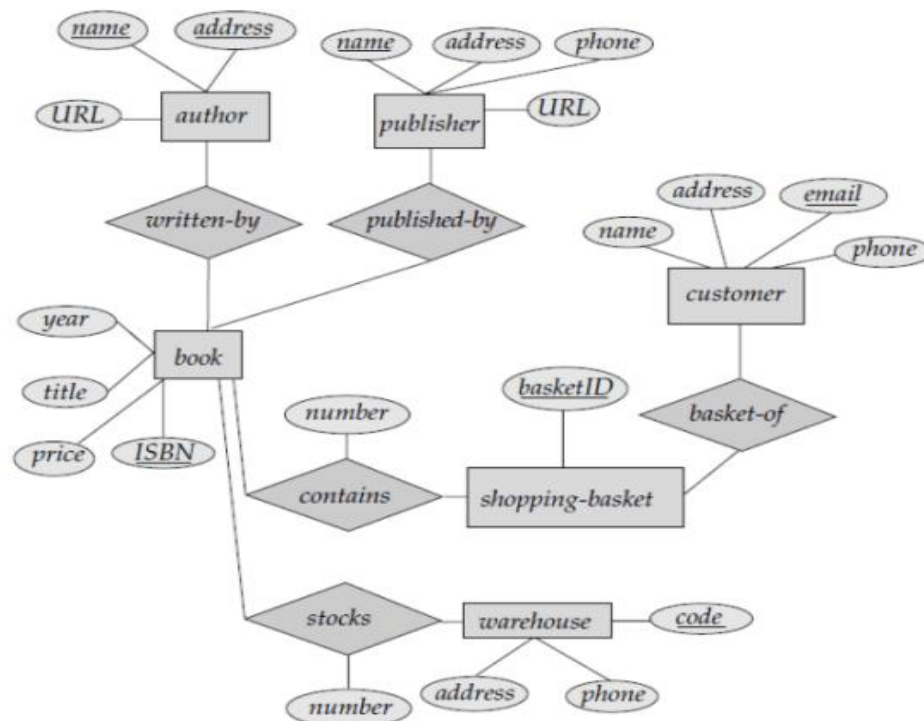 name
address
URL
author
name
address
phone
publisher
URL
written-by
published-by
address
email
name
phone
customer
year
book
title
price
ISBN
number
basketID
basket-of
contains
shopping-basket
stocks
warehouse
code
number
address
phone